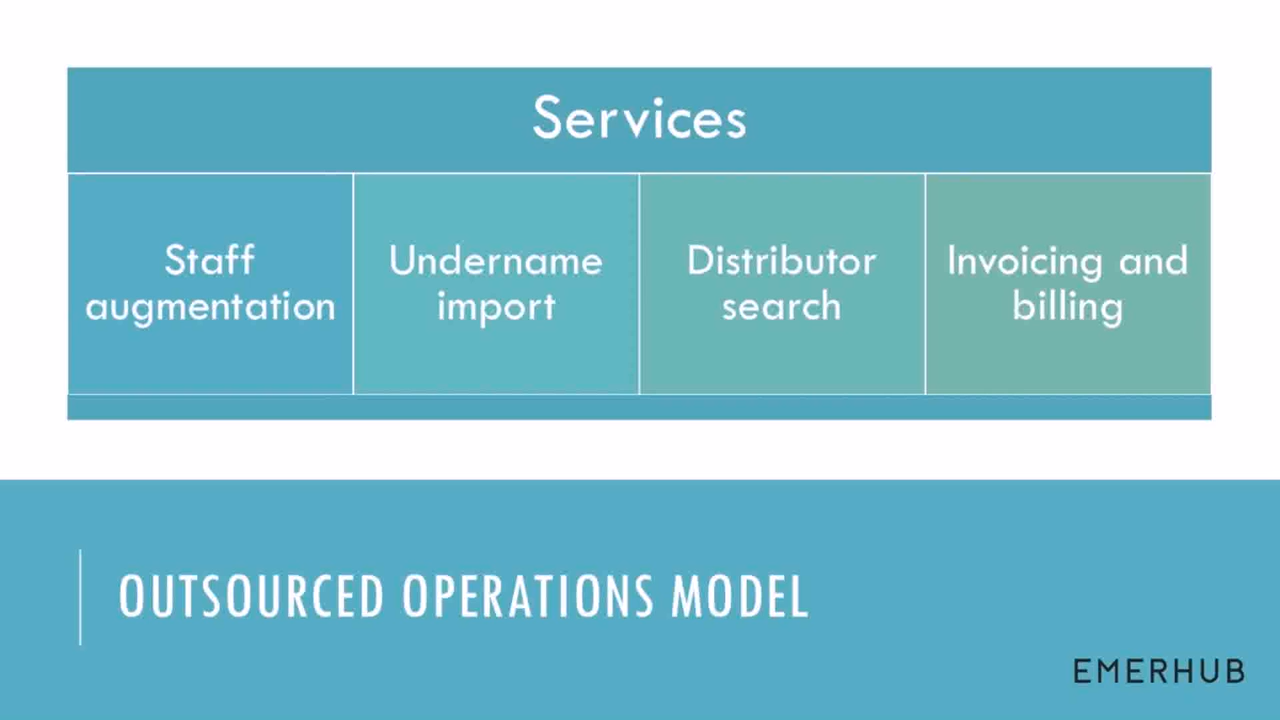 Services
Staff
augmentation
Undername
import
Distributor
search
Invoicing and
billing
OUTSOURCED OPERATIONS MODEL
EMERHUB